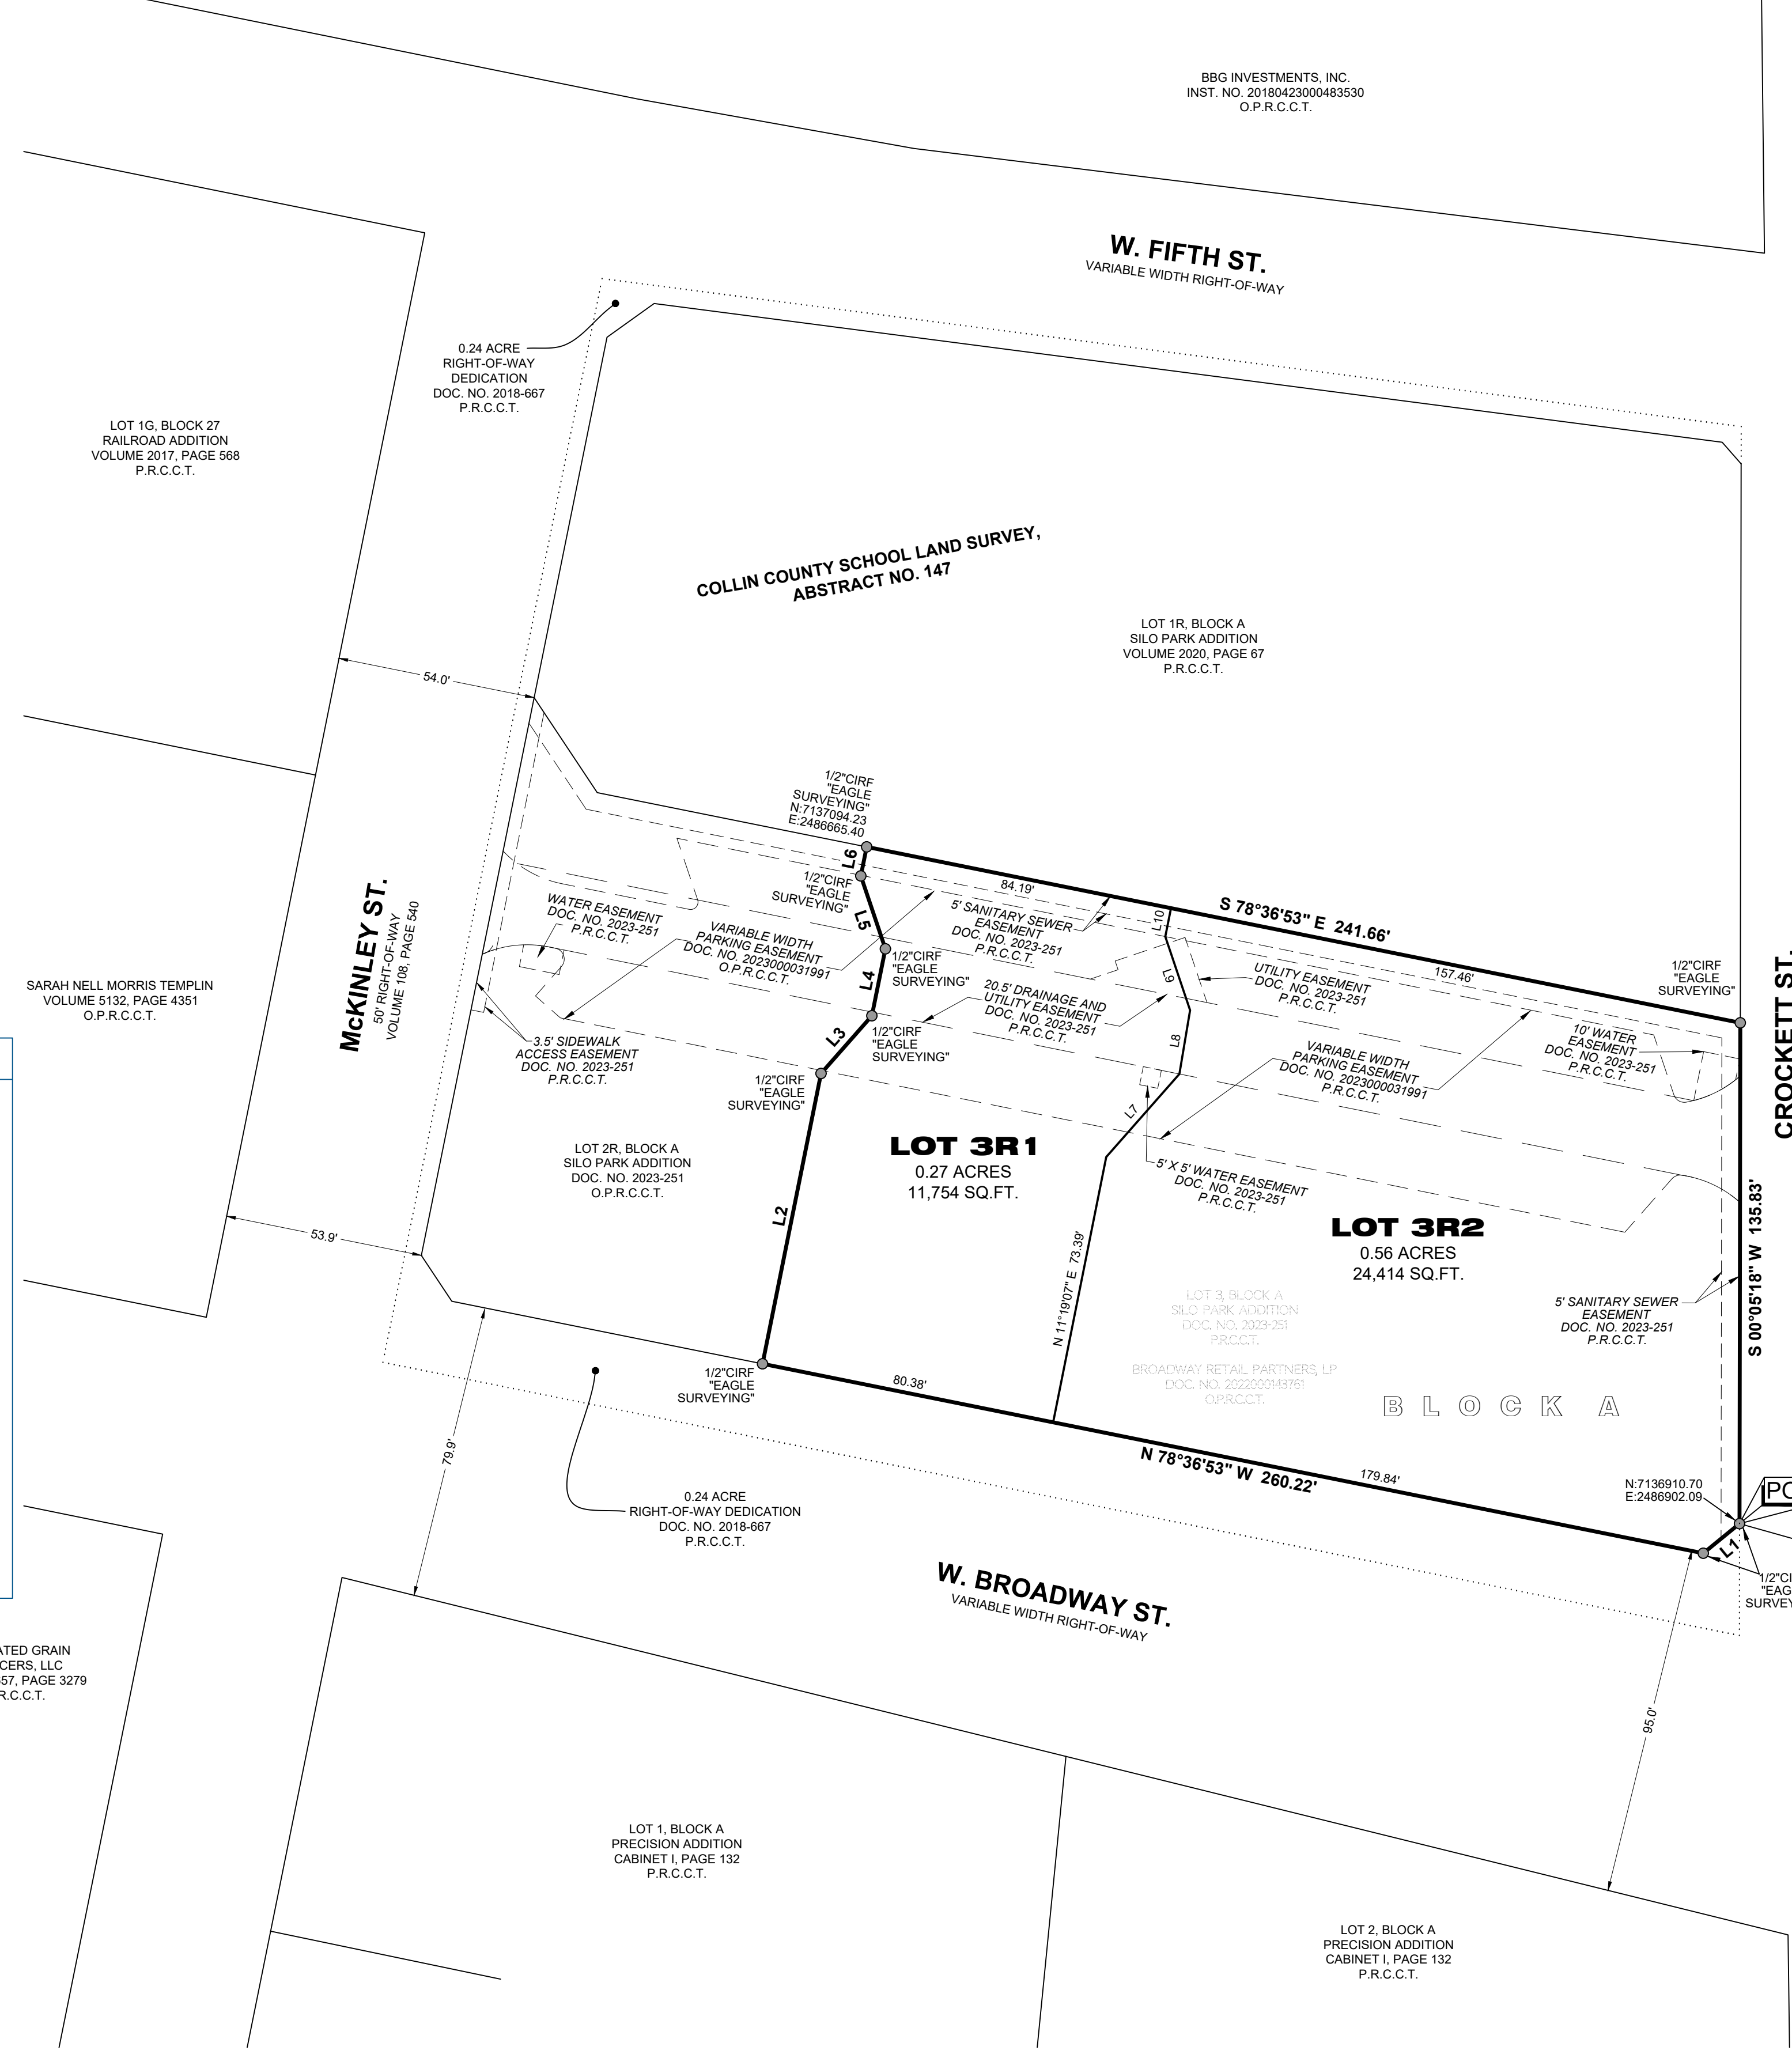 BBG INVESTMENTS, INC.
INST. NO. 20180423000483530
O.P.R.C.C.T.
W. FIFTH ST.
VARIABLE WIDTH RIGHT-OF-WAY
0.24 ACRE
RIGHT-OF-WAY
DEDICATION
DOC. NO. 2018-667
P.R.C.C.T.
LOT 1G, BLOCK 27
RAILROAD ADDITION
VOLUME 2017, PAGE 568
P.R.C.C.T.
COLLIN COUNTY SCHOOL LAND SURVEY,
ABSTRACT NO. 147
LOT 1R, BLOCK A
SILO PARK ADDITION
VOLUME 2020, PAGE 67
P.R.C.C.T.
54.0'
1/2"CIRF
"EAGLE
SURVEYING"
N:7137094.23
E:2486665.40
L6
1/2"CIRF
"EAGLE
SURVEYING"
84.19'
S 78°36'53" E 241.66'
157.46'
L5
L10
L9
McKINLEY ST.
50' RIGHT-OF-WAY
VOLUME 108, PAGE 540
WATER EASEMENT
DOC. NO. 2023-251
P.R.C.C.T.
VARIABLE WIDTH
PARKING EASEMENT
DOC. NO. 2023000031991
O.P.R.C.C.T.
5' SANITARY SEWER
EASEMENT
DOC. NO. 2023-251
P.R.C.C.T.
1/2"CIRF
"EAGLE
SURVEYING"
UTILITY EASEMENT
DOC. NO. 2023-251
P.R.C.C.T.
1/2"CIRF
"EAGLE
SURVEYING"
CROCKETT ST.
SARAH NELL MORRIS TEMPLIN
VOLUME 5132, PAGE 4351
O.P.R.C.C.T.
L4
20.5' DRAINAGE AND
UTILITY EASEMENT
DOC. NO. 2023-251
P.R.C.C.T.
10' WATER
EASEMENT
DOC. NO. 2023-251
P.R.C.C.T.
3.5' SIDEWALK
ACCESS EASEMENT
DOC. NO. 2023-251
P.R.C.C.T.
L3
1/2"CIRF
"EAGLE
SURVEYING"
L8
VARIABLE WIDTH
PARKING EASEMENT
DOC. NO. 2023000031991
P.R.C.C.T.
1/2"CIRF
"EAGLE
SURVEYING"
L7
LOT 2R, BLOCK A
SILO PARK ADDITION
DOC. NO. 2023-251
O.P.R.C.C.T.
LOT 3R1
0.27 ACRES
11,754 SQ.FT.
5' X 5' WATER EASEMENT
DOC. NO. 2023-251
P.R.C.C.T.
L2
53.9'
LOT 3R2
0.56 ACRES
24,414 SQ.FT.
S 00°05'18" W 135.83'
N 11°19'07" E 73.39'
LOT 3, BLOCK A
SILO PARK ADDITION
DOC. NO. 2023-251
P.R.C.C.T.
5' SANITARY SEWER
EASEMENT
DOC. NO. 2023-251
P.R.C.C.T.
BROADWAY RETAIL PARTNERS, LP
DOC. NO. 2022000143761
O.P.R.C.C.T.
BLOCK A
1/2"CIRF
"EAGLE
SURVEYING"
80.38'
79.9'
N 78°36'53" W 260.22'
179.84'
N:7136910.70
E:2486902.09
PO
L1
0.24 ACRE
RIGHT-OF-WAY DEDICATION
DOC. NO. 2018-667
P.R.C.C.T.
W. BROADWAY ST.
VARIABLE WIDTH RIGHT-OF-WAY
1/2"CI
"EAG
SURVEY
ATED GRAIN
CERS, LLC
57, PAGE 3279
R.C.C.T.
95.0'
LOT 1, BLOCK A
PRECISION ADDITION
CABINET I, PAGE 132
P.R.C.C.T.
LOT 2, BLOCK A
PRECISION ADDITION
CABINET I, PAGE 132
P.R.C.C.T.